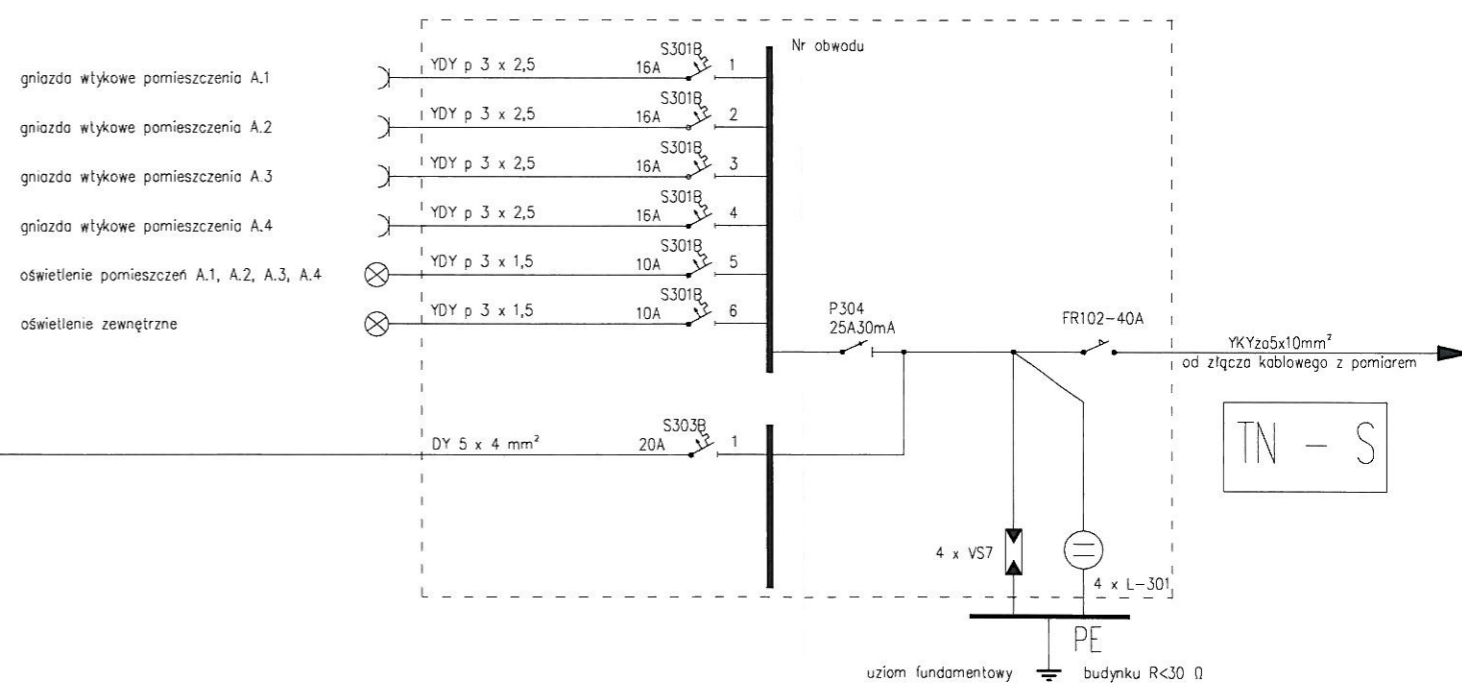 Nr obwodu
gniazda wtykowe pomieszczenia A.1
YDY p 3 x 2,5
16A
S301B
1
gniazda wtykowe pomieszczenia A.2
YDY p 3 x 2,5
16A
S301B
2
gniazda wtykowe pomieszczenia A.3
YDY p 3 x 2,5
16A
S301B
3
gniazda wtykowe pomieszczenia A.4
YDY p 3 x 2,5
16A
S301B
4
oświetlenie pomieszczeń A.1, A.2, A.3, A.4
YDY p 3 x 1,5
10A
S301B
5
oświetlenie zewnętrzne
YDY p 3 x 1,5
10A
S301B
6
P304
25A30mA
FR102-40A
YKYżo5x10mm²
od złącza kablowego z pomiarem
TN - S
DY 5 x 4 mm²
20A
S303B
1
4 x VS7
4 x L-301
PE
uziom fundamentowy budynku R<30 Ω